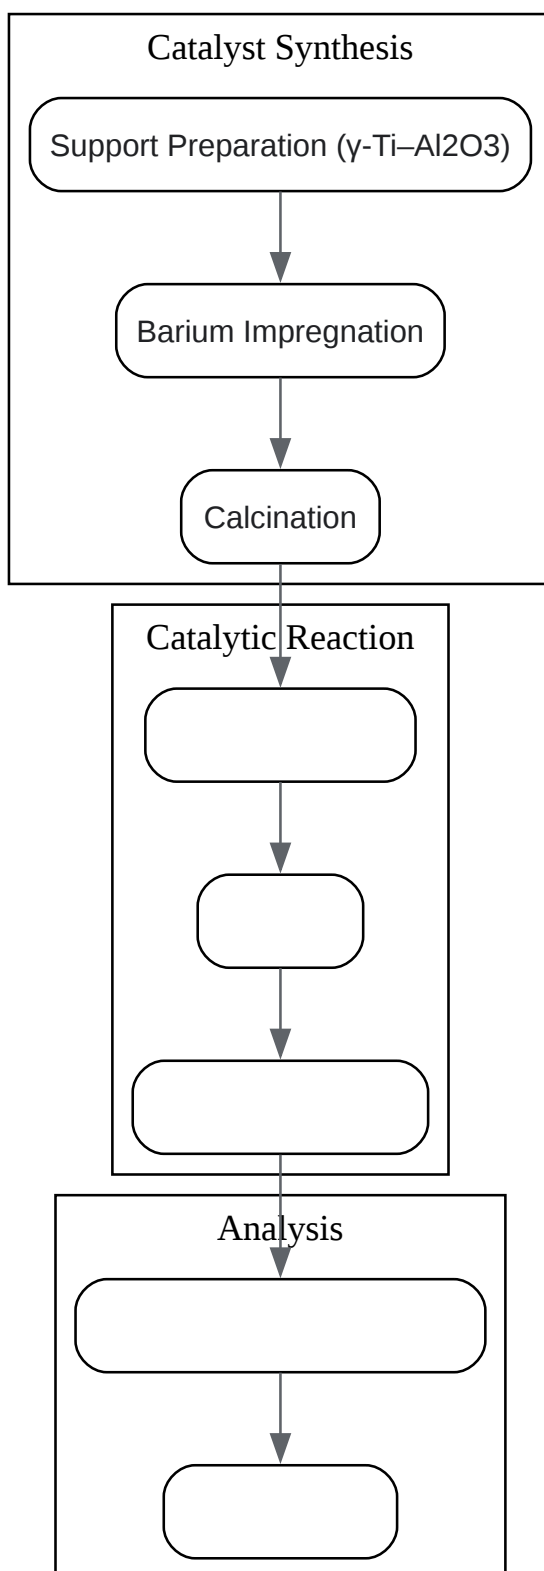 Catalyst Synthesis
Support Preparation (γ-Ti–Al2O3)
Barium Impregnation
Calcination
Catalytic Reaction
Analysis